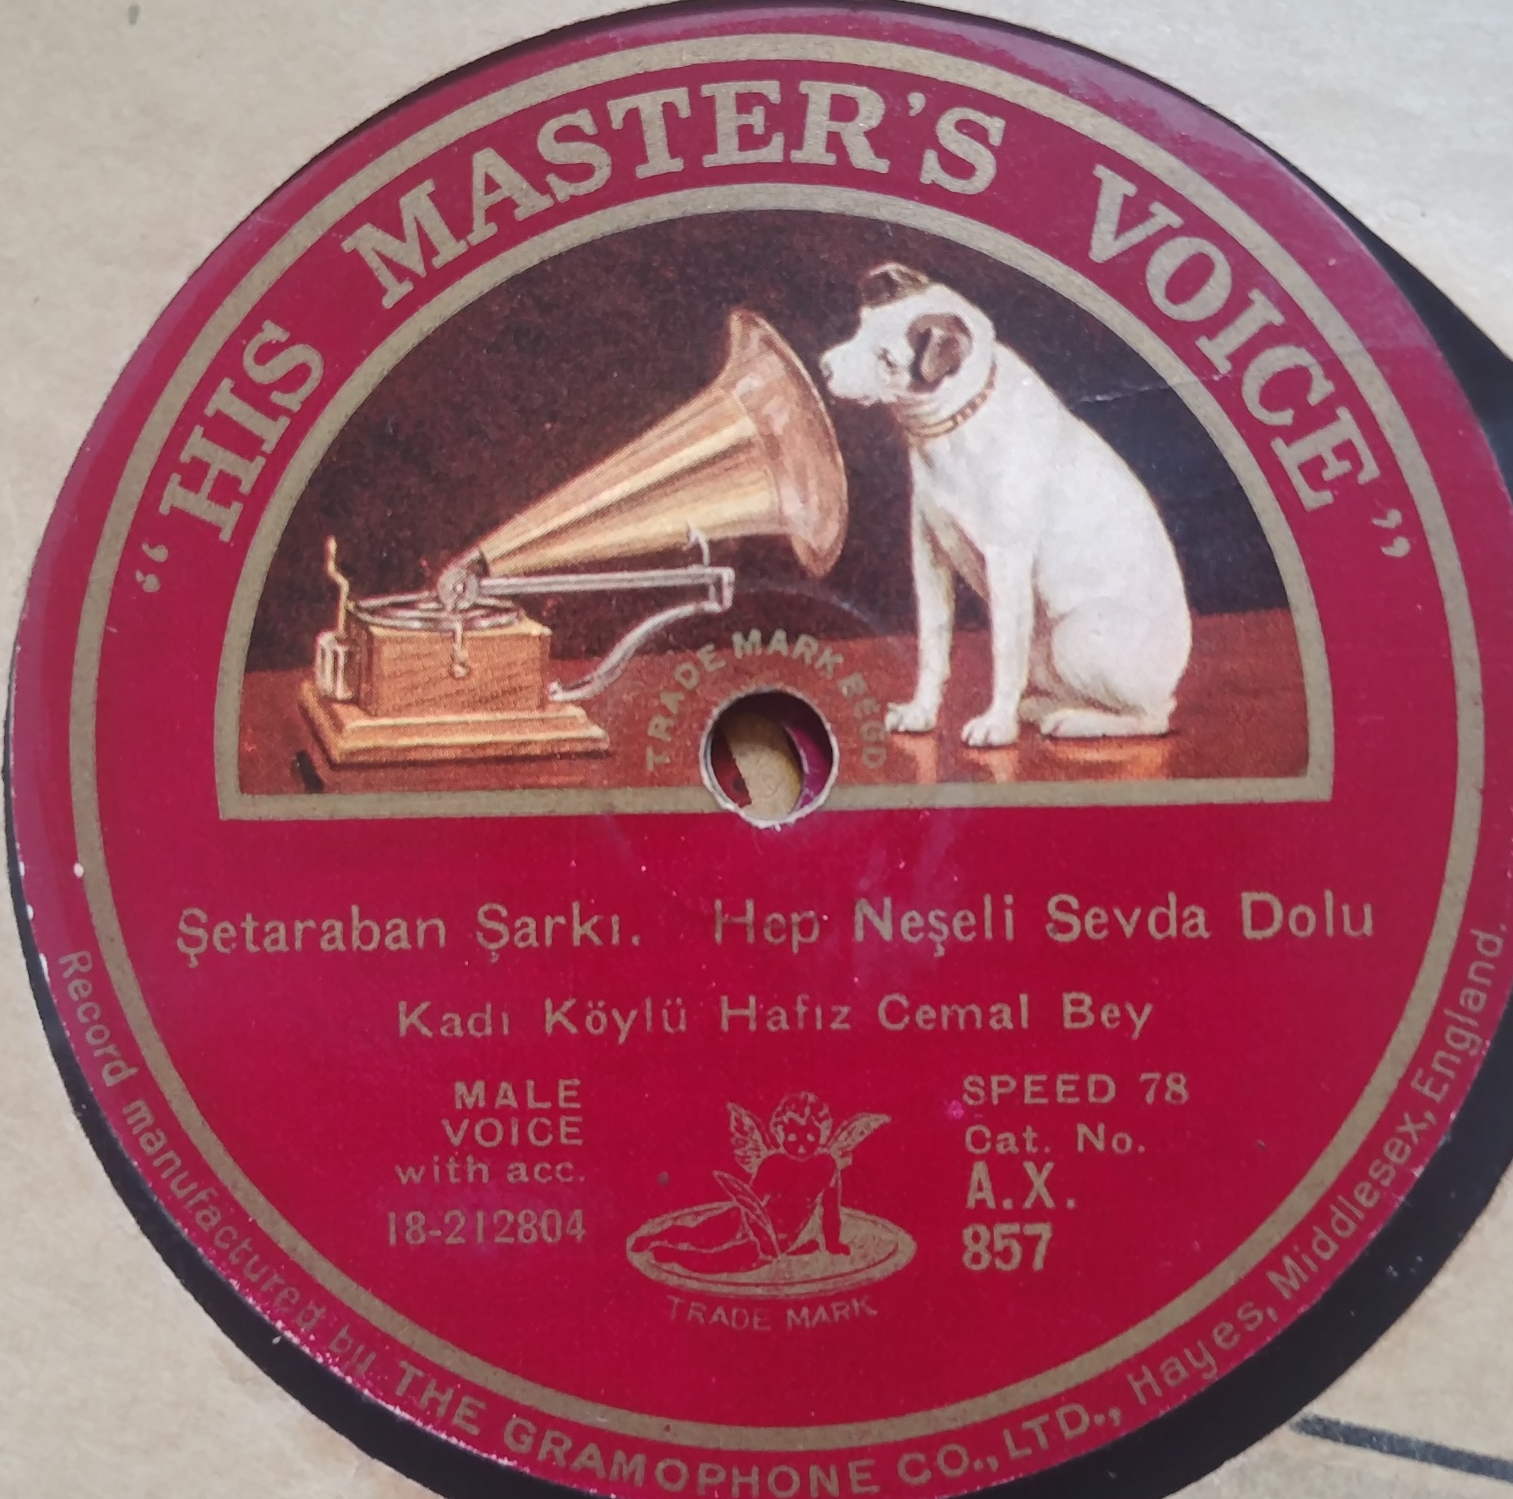 “HIS MASTER'S VOICE”
TRADE MARK REGD
Şetaraban Şarkı. Hep Neşeli Sevda Dolu
Kadı Köylü Hafız Cemal Bey
MALE
VOICE
with acc.
18-212804
SPEED 78
Cat. No.
A.X.
857
TRADE MARK
Record manufactured by THE GRAMOPHONE CO., LTD., Hayes, Middlesex, England.